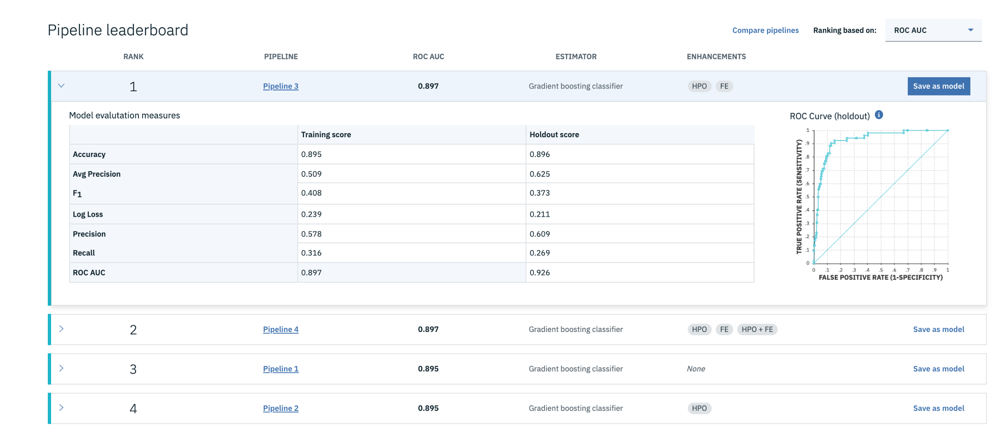 Pipeline leaderboard
Compare pipelines Ranking based on: ROC AUC
RANK PIPELINE ROC AUC ESTIMATOR ENHANCEMENTS
1 Pipeline 3 0.897 Gradient boosting classifier HPO FE Save as model
Model evalutation measures
Training score Holdout score
Accuracy 0.895 0.896
Avg Precision 0.509 0.625
F1 0.408 0.373
Log Loss 0.239 0.211
Precision 0.578 0.609
Recall 0.316 0.269
ROC AUC 0.897 0.926
ROC Curve (holdout) i
TRUE POSITIVE RATE (SENSITIVITY)
1
.9
.8
.7
.6
.5
.4
.3
.2
.1
0
0 .1 .2 .3 .4 .5 .6 .7 .8 .9 1
FALSE POSITIVE RATE (1-SPECIFICITY)
2 Pipeline 4 0.897 Gradient boosting classifier HPO FE HPO + FE Save as model
3 Pipeline 1 0.895 Gradient boosting classifier None Save as model
4 Pipeline 2 0.895 Gradient boosting classifier HPO Save as model